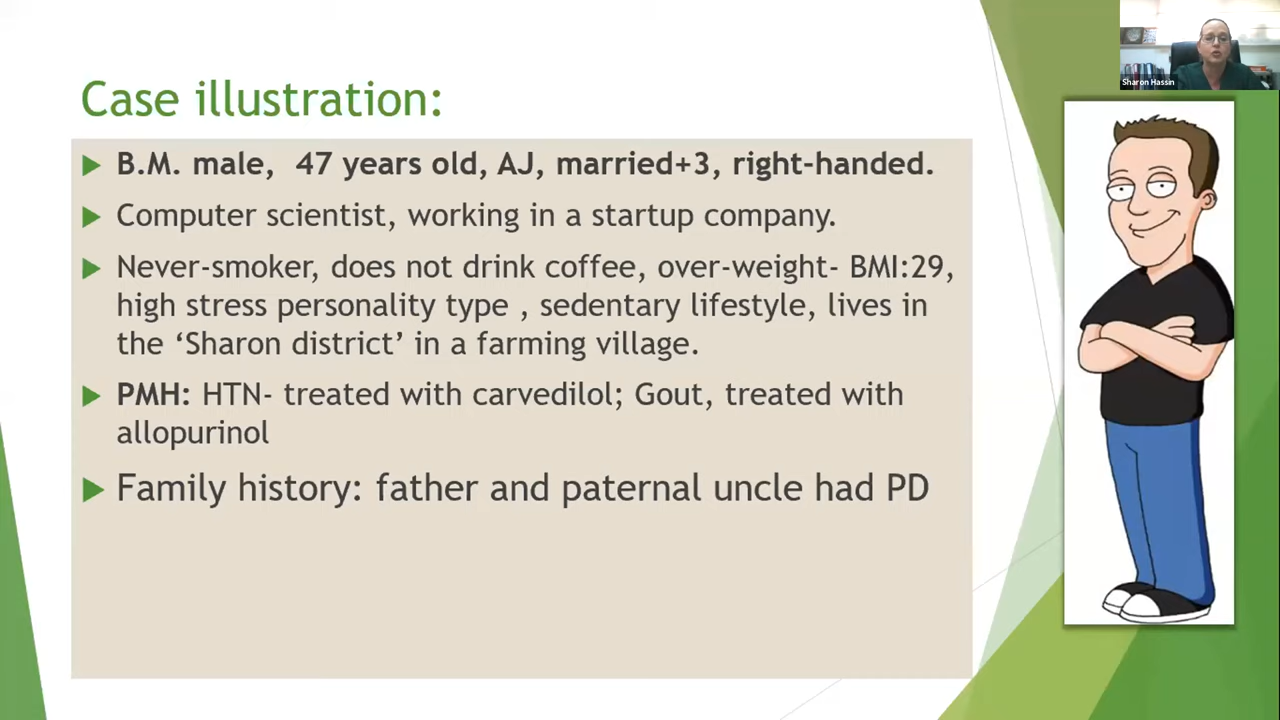 Sharon Hassin
Case illustration:
B.M. male, 47 years old, AJ, married+3, right-handed.
Computer scientist, working in a startup company.
Never-smoker, does not drink coffee, over-weight- BMI:29,
high stress personality type , sedentary lifestyle, lives in
the ‘Sharon district’ in a farming village.
PMH: HTN- treated with carvedilol; Gout, treated with
allopurinol
Family history: father and paternal uncle had PD